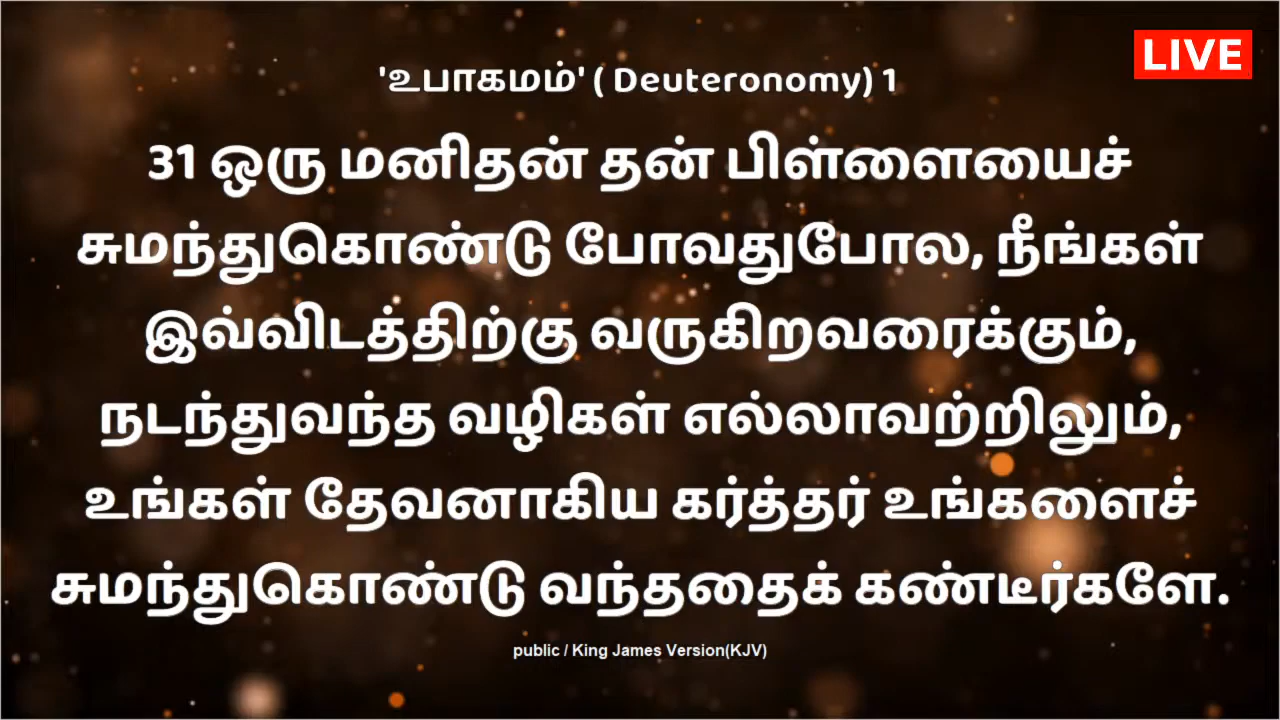 LIVE
'உபாகமம்' ( Deuteronomy) 1
31 ஒரு மனிதன் தன் பிள்ளையைச்
சுமந்துகொண்டு போவதுபோல, நீங்கள்
இவ்விடத்திற்கு வருகிறவரைக்கும்,
நடந்துவந்த வழிகள் எல்லாவற்றிலும்,
உங்கள் தேவனாகிய கர்த்தர் உங்களைச்
சுமந்துகொண்டு வந்ததைக் கண்டீர்களே.
public / King James Version(KJV)